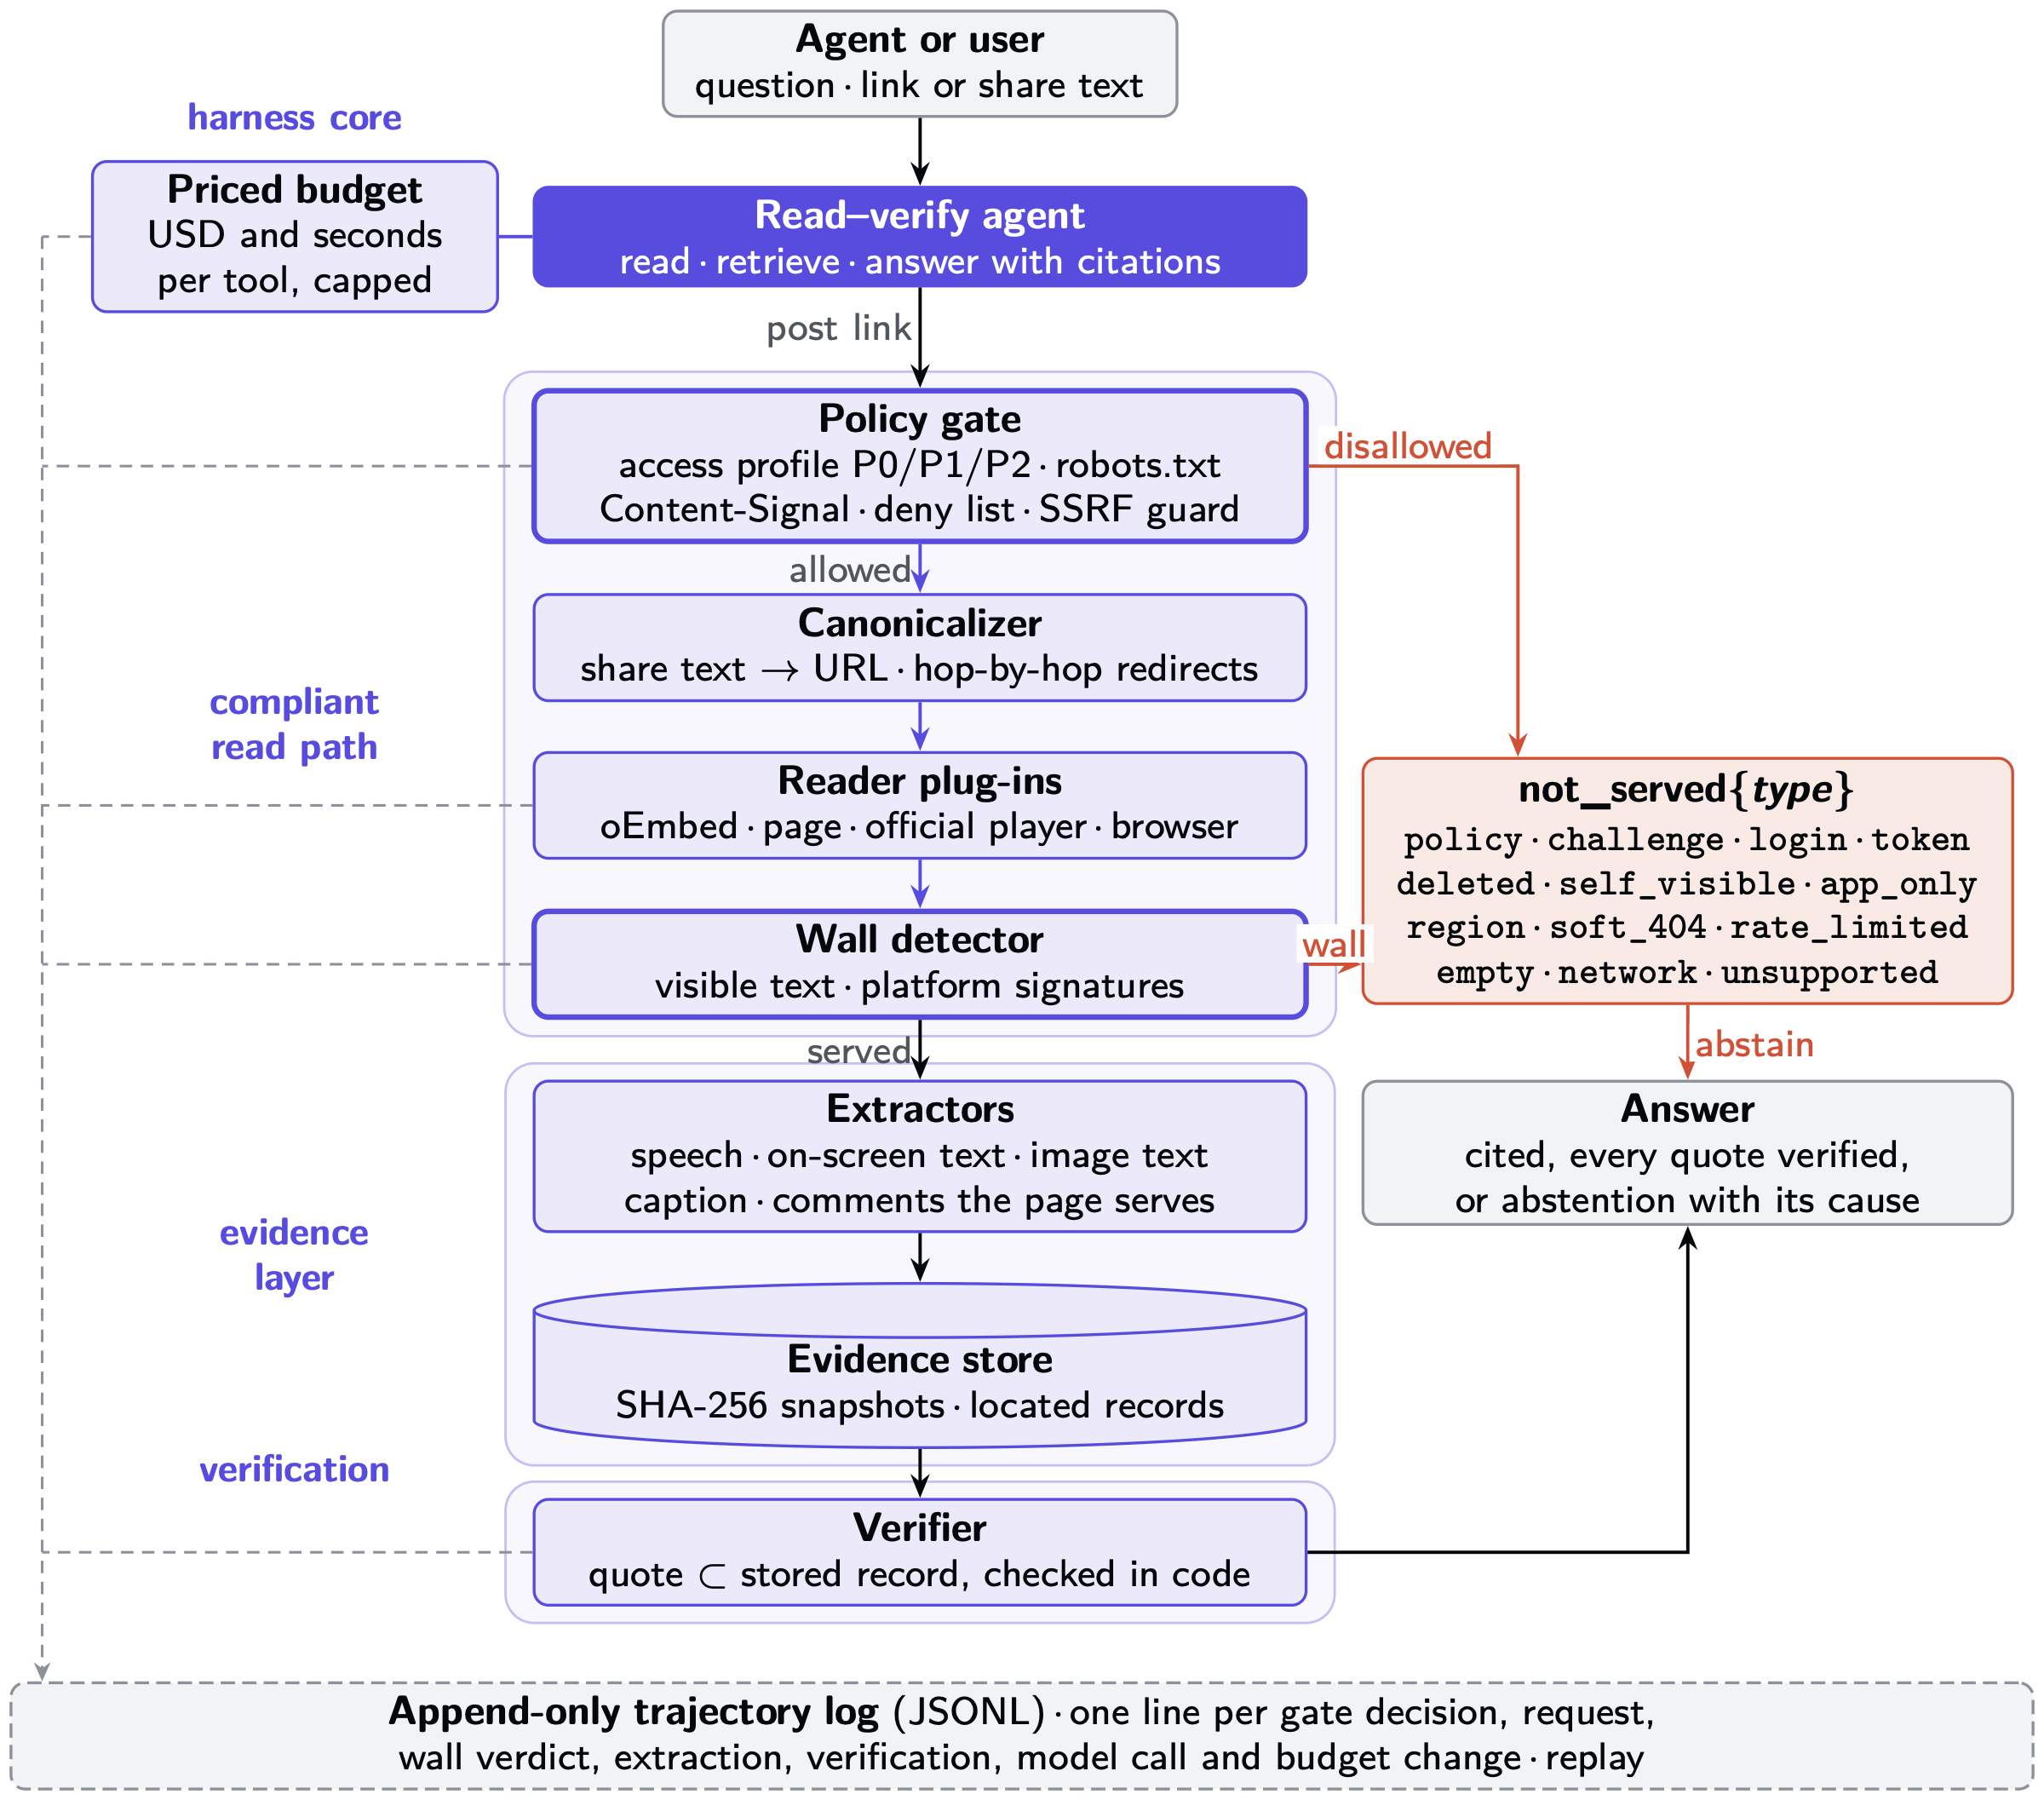 Agent or user
question · link or share text
harness core
Priced budget
USD and seconds
per tool, capped
Read–verify agent
read · retrieve · answer with citations
post link
Policy gate
access profile P0/P1/P2 · robots.txt
Content-Signal · deny list · SSRF guard
disallowed
allowed
Canonicalizer
share text → URL · hop-by-hop redirects
compliant
read path
Reader plug-ins
oEmbed · page · official player · browser
not_served{type}
policy · challenge · login · token
deleted · self_visible · app_only
region · soft_404 · rate_limited
empty · network · unsupported
Wall detector
visible text · platform signatures
wall
served
abstain
Extractors
speech · on-screen text · image text
caption · comments the page serves
Answer
cited, every quote verified,
or abstention with its cause
evidence
layer
Evidence store
SHA-256 snapshots · located records
verification
Verifier
quote ⊂ stored record, checked in code
Append-only trajectory log (JSONL) · one line per gate decision, request,
wall verdict, extraction, verification, model call and budget change · replay